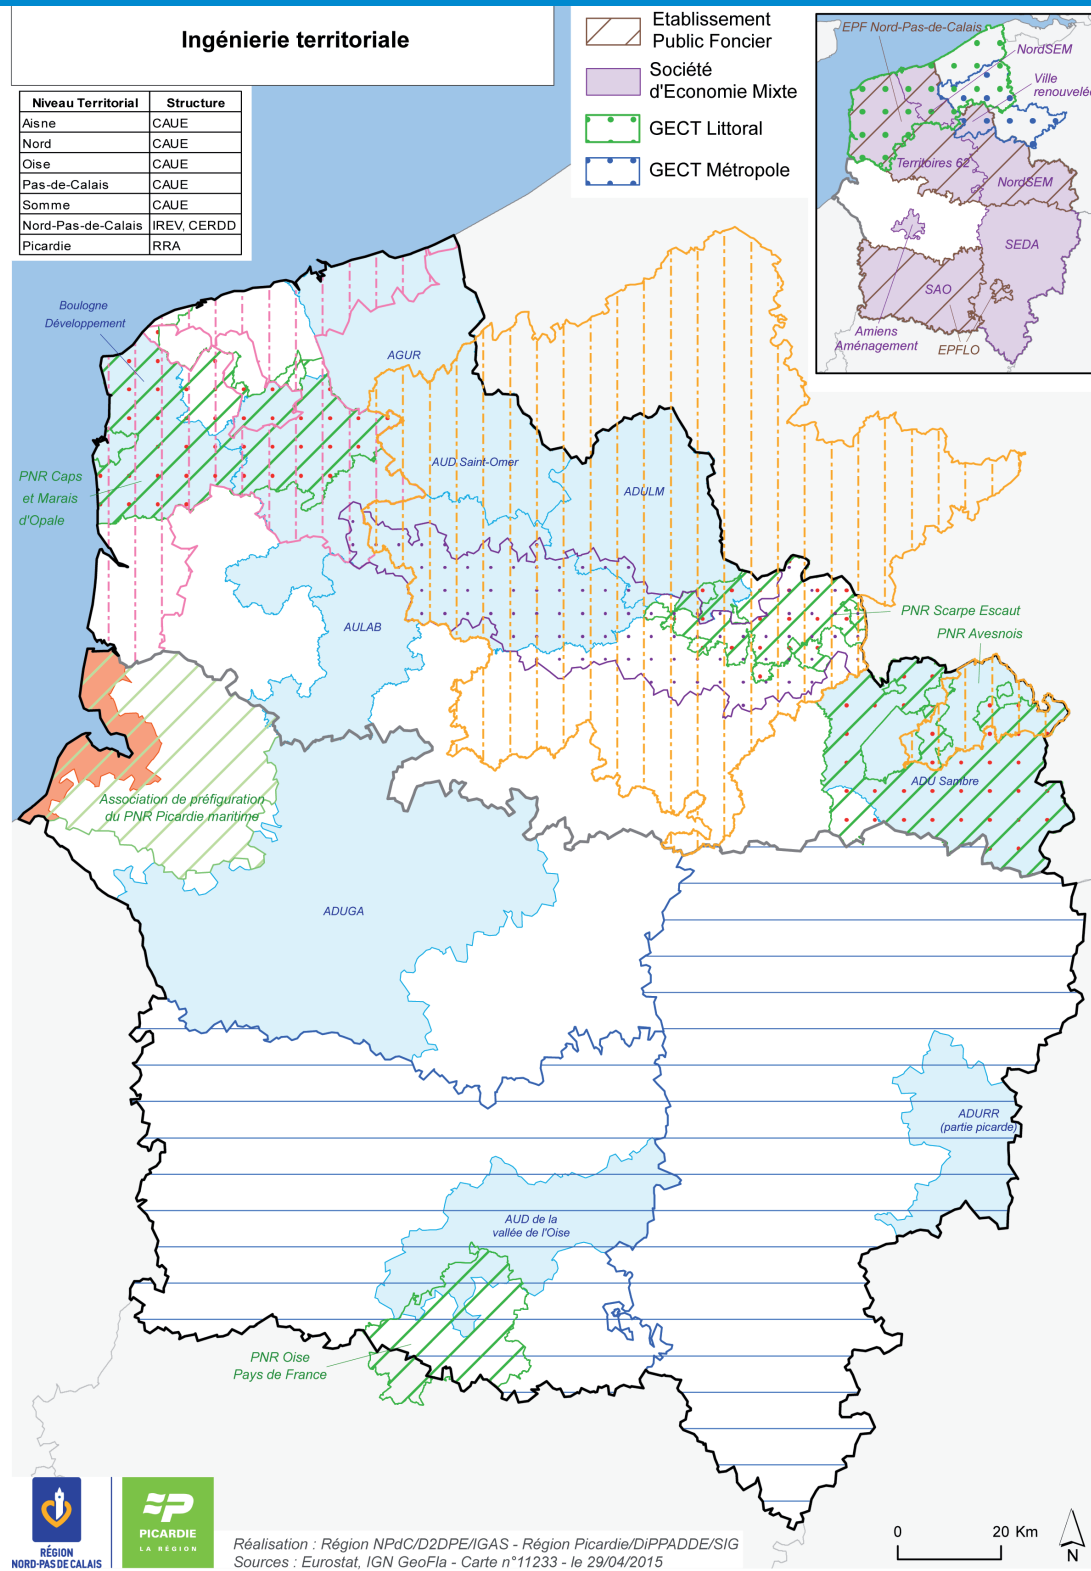 Ingénierie territoriale
Niveau Territorial Structure
Aisne CAUE
Nord CAUE
Oise CAUE
Pas-de-Calais CAUE
Somme CAUE
Nord-Pas-de-Calais IREV, CERDD
Picardie RRA
Etablissement
Public Foncier
Société
d'Economie Mixte
GECT Littoral
GECT Métropole
EPF Nord-Pas-de-Calais
NordSEM
Ville
renouvelée
Territoires 62
NordSEM
SEDA
SAO
Amiens
Aménagement
EPFLO
Boulogne
Développement
AGUR
AUD Saint-Omer
ADULM
PNR Caps
et Marais
d'Opale
AULAB
PNR Scarpe Escaut
PNR Avesnois
ADU Sambre
Association de préfiguration
du PNR Picardie maritime
ADUGA
ADURR
(partie picarde)
AUD de la
vallée de l'Oise
PNR Oise
Pays de France
RÉGION
NORD-PAS DE CALAIS
PICARDIE
LA RÉGION
Réalisation : Région NPdC/D2DPE/IGAS - Région Picardie/DiPPADDE/SIG
Sources : Eurostat, IGN GeoFla - Carte n°11233 - le 29/04/2015
0 20 Km
N